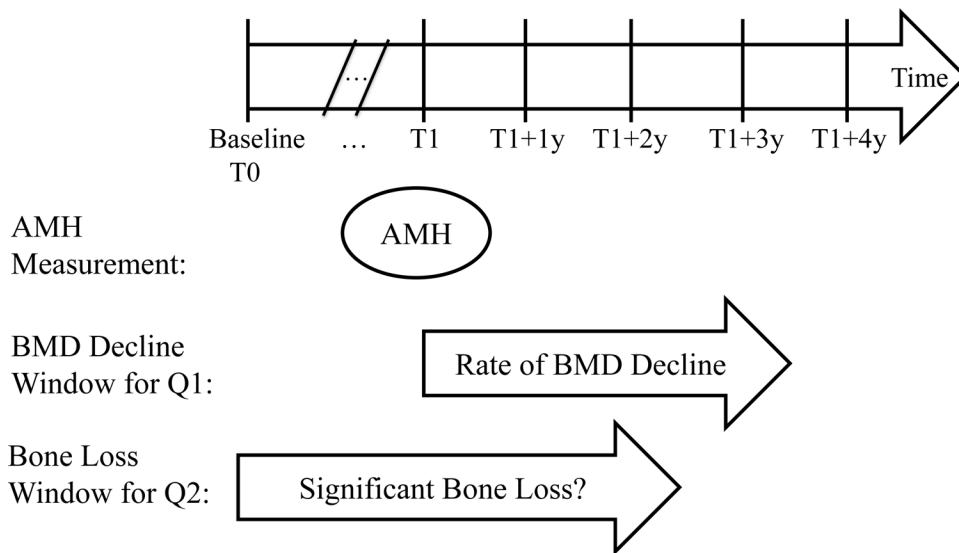 Time
Baseline
T0
…
…
T1
T1+1y
T1+2y
T1+3y
T1+4y
AMH
Measurement:
AMH
BMD Decline
Window for Q1:
Rate of BMD Decline
Bone Loss
Window for Q2:
Significant Bone Loss?